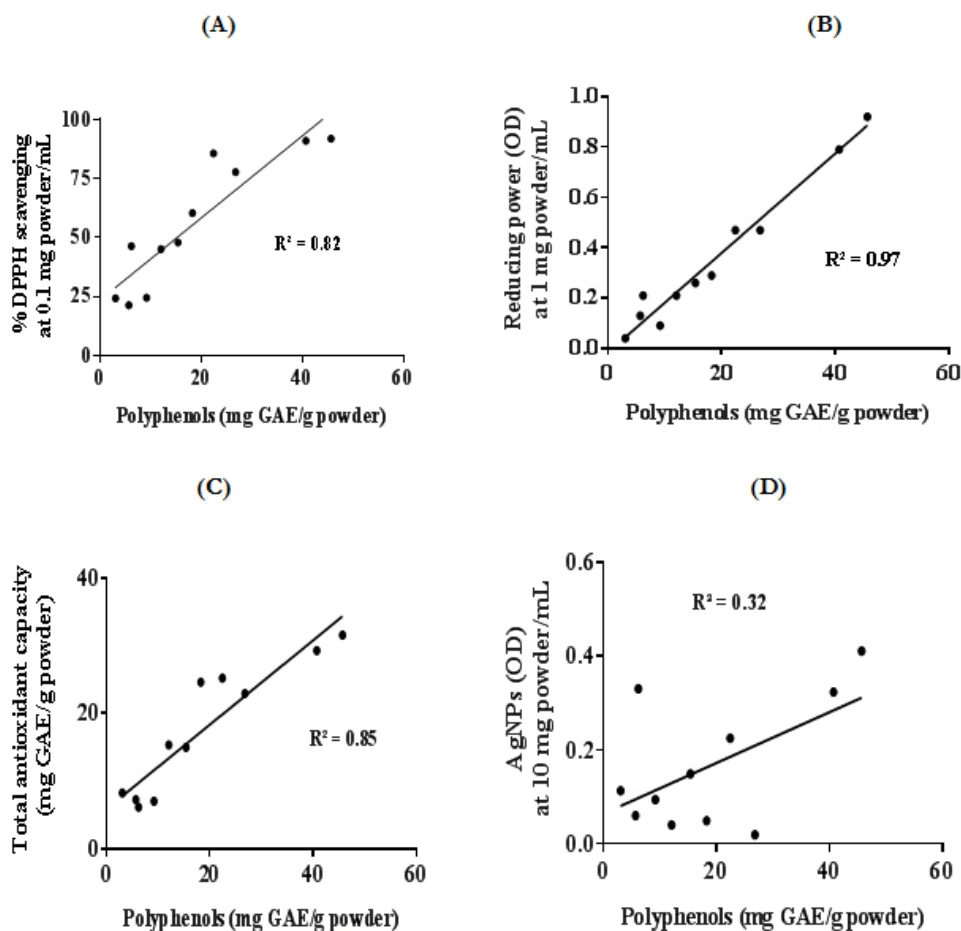 (A)
(B)
%DPPH scavenging
at 0.1 mg powder/mL
100
75
50
25
0
R² = 0.82
0 20 40 60
Polyphenols (mg GAE/g powder)
Reducing power (OD)
at 1 mg powder/mL
1.0
0.8
0.6
0.4
0.2
0.0
R² = 0.97
0 20 40 60
Polyphenols (mg GAE/g powder)
(C)
(D)
Total antioxidant capacity
(mg GAE/g powder)
40
20
0
R² = 0.85
0 20 40 60
Polyphenols (mg GAE/g powder)
AgNPs (OD)
at 10 mg powder/mL
0.6
0.4
0.2
0.0
R² = 0.32
0 20 40 60
Polyphenols (mg GAE/g powder)